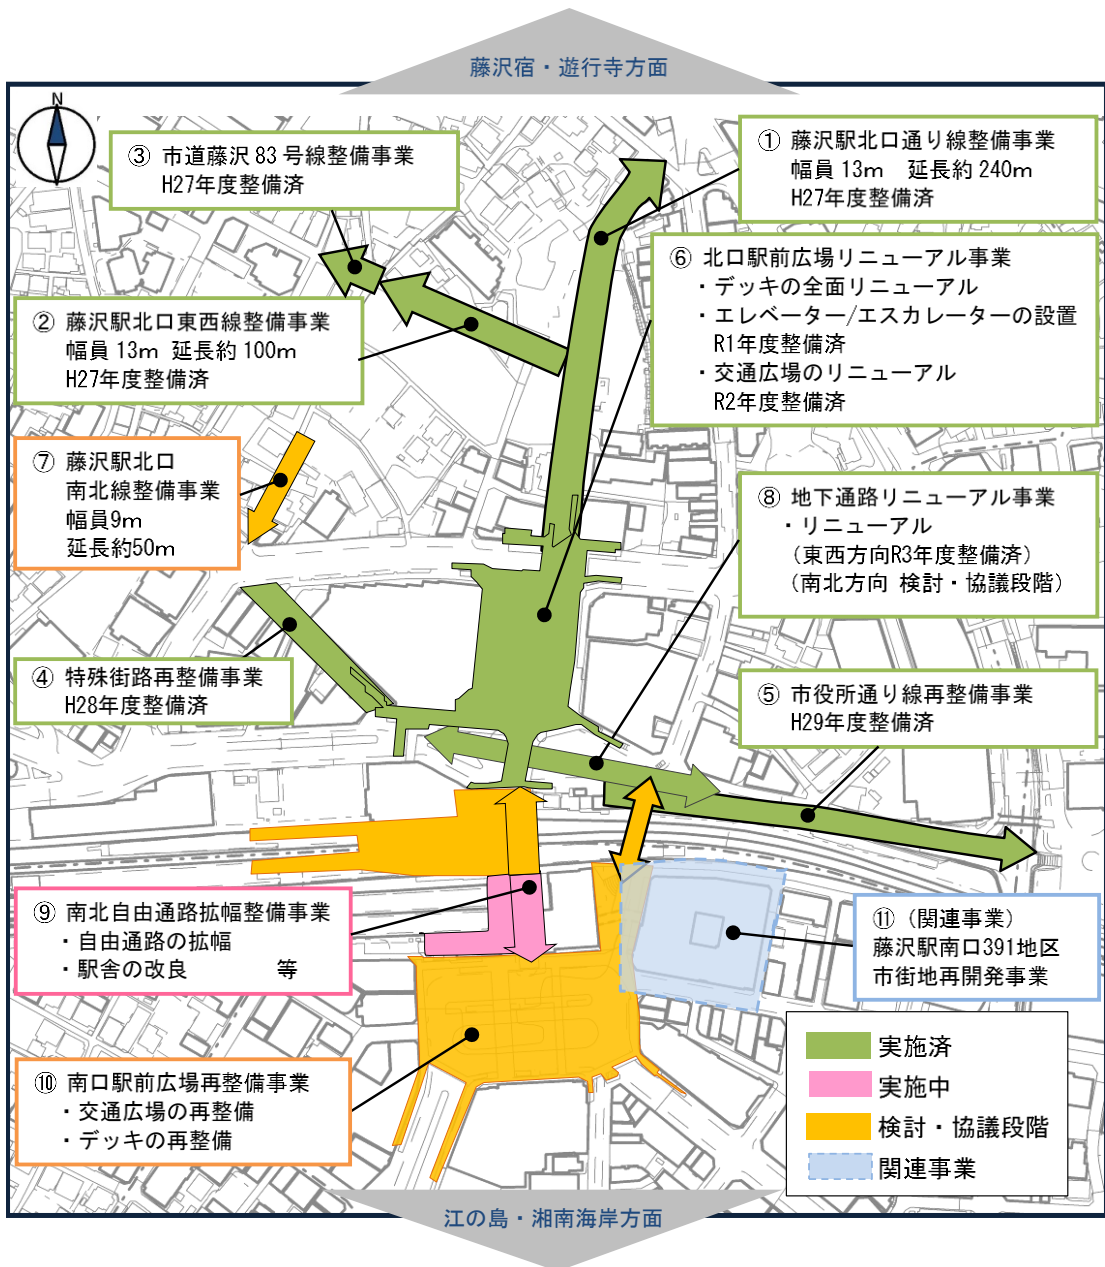 藤沢宿・遊行寺方面
N
① 藤沢駅北口通り線整備事業
幅員 13m 延長約 240m
H27年度整備済
③ 市道藤沢 83 号線整備事業
H27年度整備済
⑥ 北口駅前広場リニューアル事業
・デッキの全面リニューアル
・エレベーター/エスカレーターの設置
R1年度整備済
・交通広場のリニューアル
R2年度整備済
② 藤沢駅北口東西線整備事業
幅員 13m 延長約 100m
H27年度整備済
⑦ 藤沢駅北口
南北線整備事業
幅員9m
延長約50m
⑧ 地下通路リニューアル事業
・リニューアル
(東西方向R3年度整備済)
(南北方向 検討・協議段階)
④ 特殊街路再整備事業
H28年度整備済
⑤ 市役所通り線再整備事業
H29年度整備済
⑨ 南北自由通路拡幅整備事業
・自由通路の拡幅
・駅舎の改良 等
⑪ (関連事業)
藤沢駅南口391地区
市街地再開発事業
⑩ 南口駅前広場再整備事業
・交通広場の再整備
・デッキの再整備
実施済
実施中
検討・協議段階
関連事業
江の島・湘南海岸方面